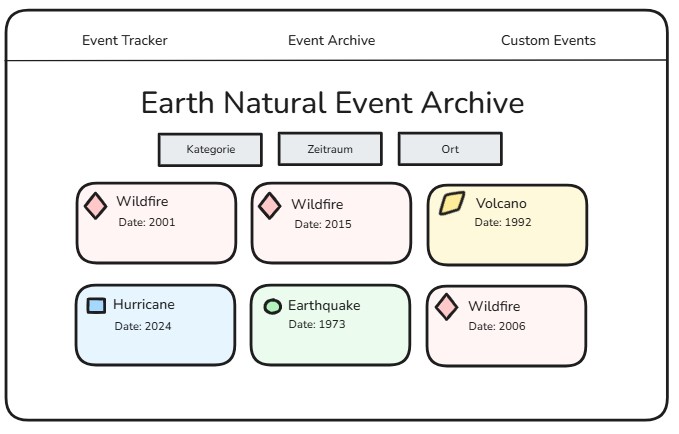 Event Tracker
Event Archive
Custom Events
Earth Natural Event Archive
Kategorie
Zeitraum
Ort
Wildfire
Date: 2001
Wildfire
Date: 2015
Volcano
Date: 1992
Hurricane
Date: 2024
Earthquake
Date: 1973
Wildfire
Date: 2006